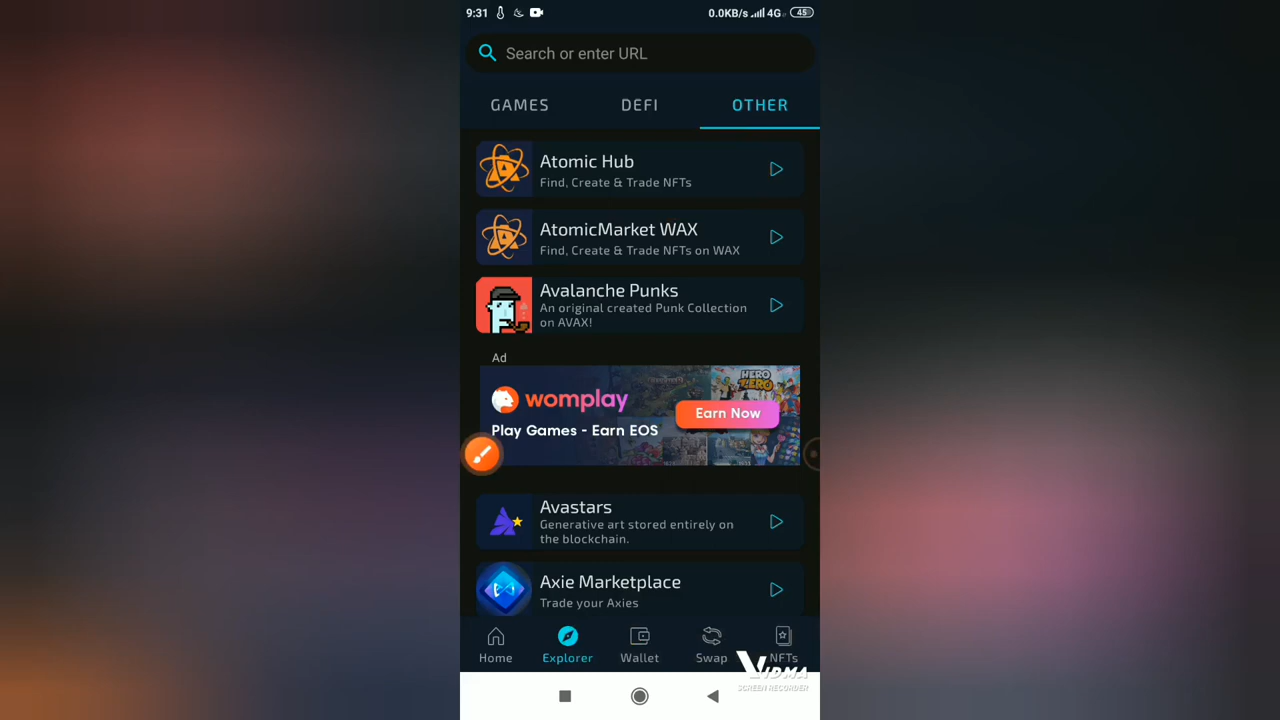 9:31
0.0KB/s 4G 45
Search or enter URL
GAMES DEFI OTHER
Atomic Hub
Find, Create & Trade NFTs
AtomicMarket WAX
Find, Create & Trade NFTs on WAX
Avalanche Punks
An original created Punk Collection
on AVAX!
Ad
womplay
Play Games - Earn EOS
Earn Now
HERO
ZERO
Avastars
Generative art stored entirely on
the blockchain.
Axie Marketplace
Trade your Axies
Home Explorer Wallet Swap NFTs
VIDMA
SCREEN RECORDER